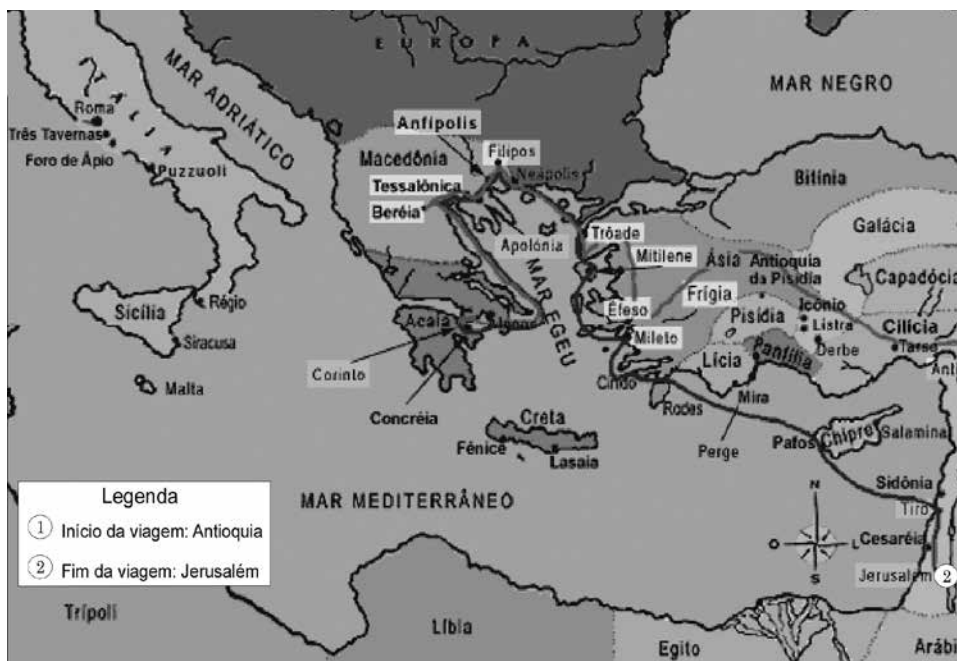 EUROPA
MAR NEGRO
MAR ADRIÁTICO
ITÁLIA
Roma
Três Tavernas
Foro de Ápio
Puzzuoli
Anfípolis
Filipos
Neápolis
Macedônia
Tessalônica
Beréia
Apolónia
Bitínia
Galácia
Capadócia
Trôade
Mitilene
Ásia
Antioquia
da Pisídia
Frígia
Pisídia
Icônio
Listra
Derbe
Cilícia
Tarso
Ant
MAR EGEU
Éfeso
Mileto
Lícia
Panfília
Sicília
Régio
Siracusa
Malta
Acaia
Corinto
Concréia
Cindo
Rodes
Mira
Perge
Pafos
Chipre
Salamina
Creta
Fênice
Lasaia
Sidônia
Tiro
MAR MEDITERRÂNEO
N
O
L
S
Cesaréia
Jerusalém
2
Legenda
1 Início da viagem: Antioquia
2 Fim da viagem: Jerusalém
Trípoli
Líbia
Egito
Arábi